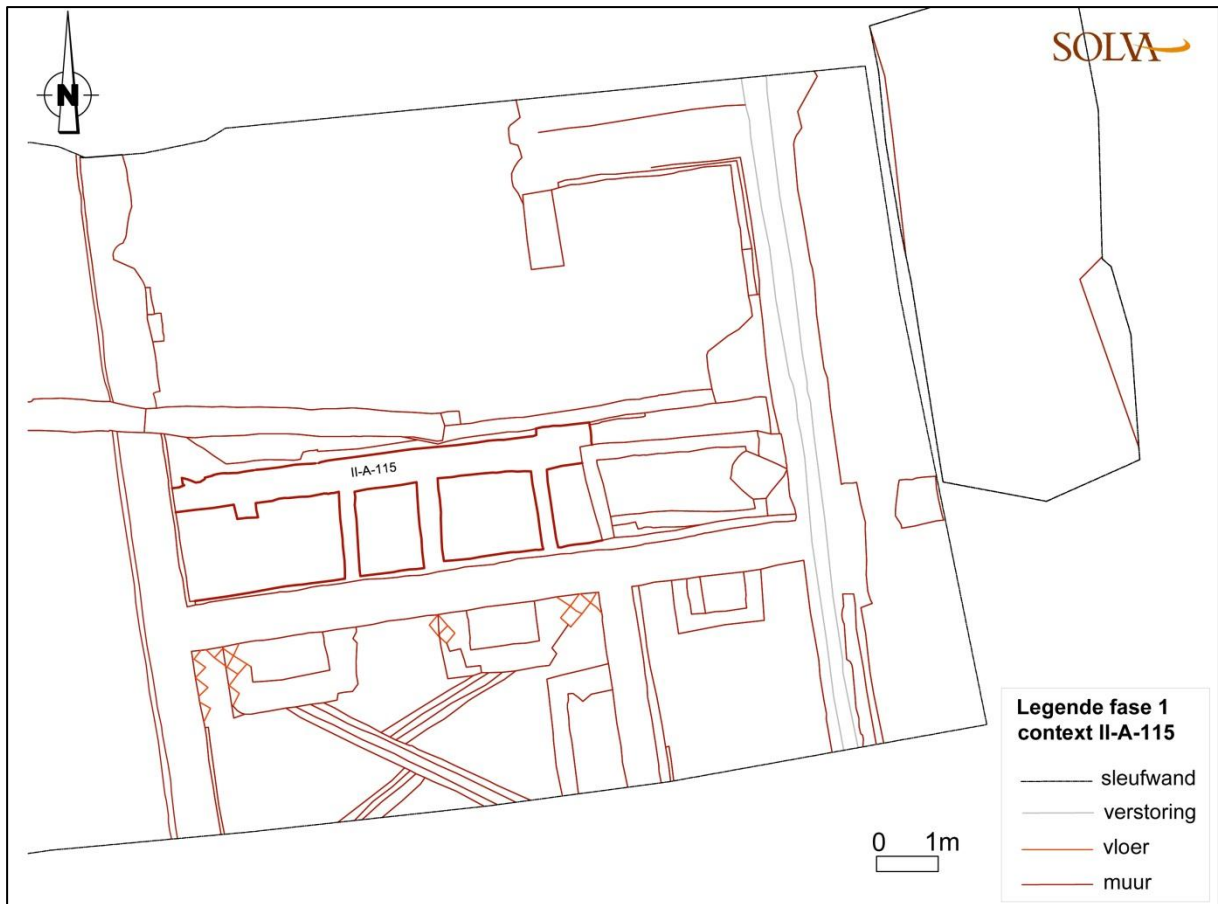 N
SOLVA
II-A-115
Legende fase 1
context II-A-115
sleufwand
verstoring
vloer
muur
0 1m